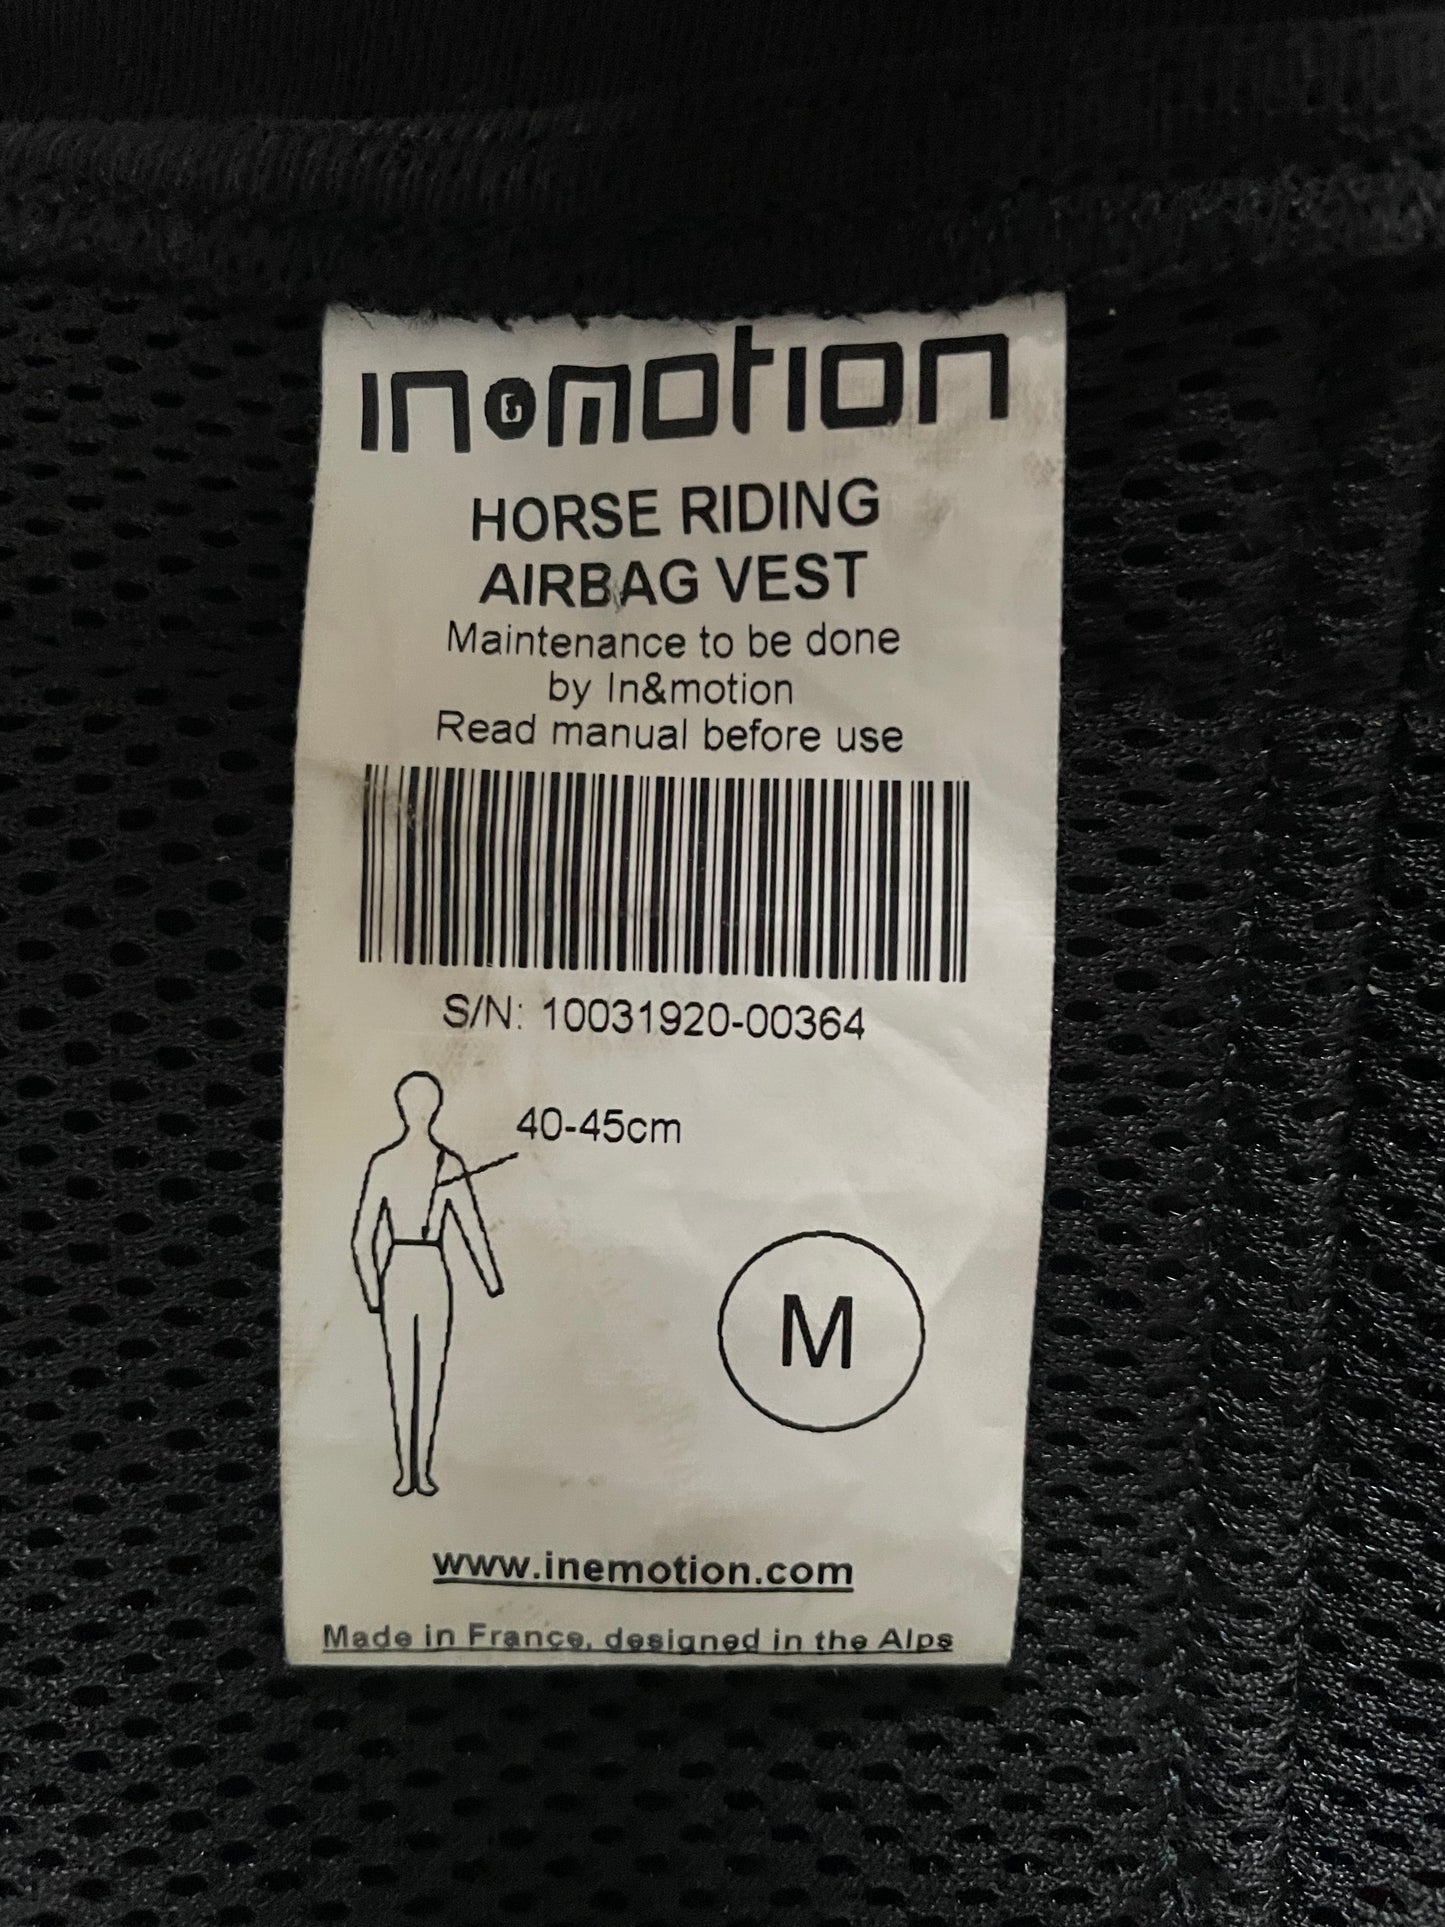 IN&MOTION
HORSE RIDING
AIRBAG VEST
Maintenance to be done
by In&motion
Read manual before use
S/N: 10031920-00364
40-45cm
M
www.inemotion.com
Made in France, designed in the Alps